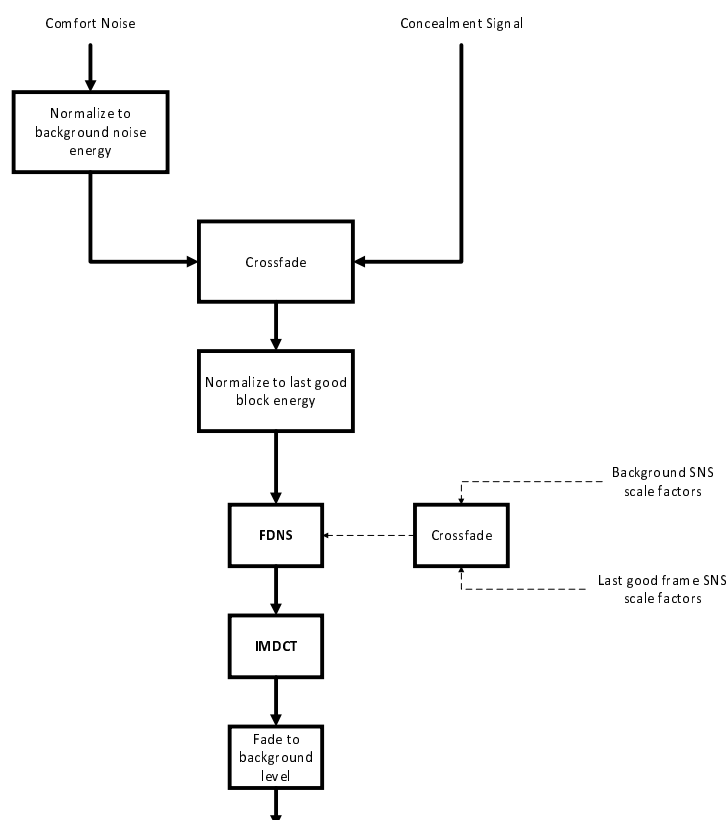 Comfort Noise
Concealment Signal
Normalize to
background noise
energy
Crossfade
Normalize to last good
block energy
Background SNS
scale factors
FDNS
Crossfade
Last good frame SNS
scale factors
IMDCT
Fade to
background
level